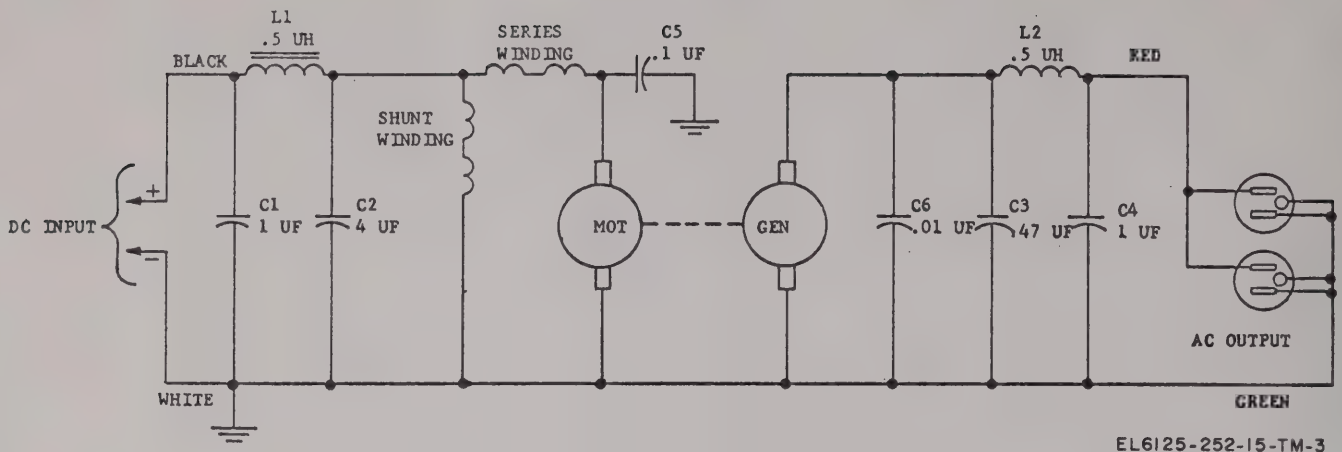 L1
.5 UH
BLACK
SERIES
WINDING
C5
.1 UF
L2
.5 UH
RED
SHUNT
WINDING
+
DC INPUT
−
C1
1 UF
C2
4 UF
MOT
GEN
C6
.01 UF
C3
.47 UF
C4
1 UF
AC OUTPUT
WHITE
GREEN
EL6125-252-15-TM-3